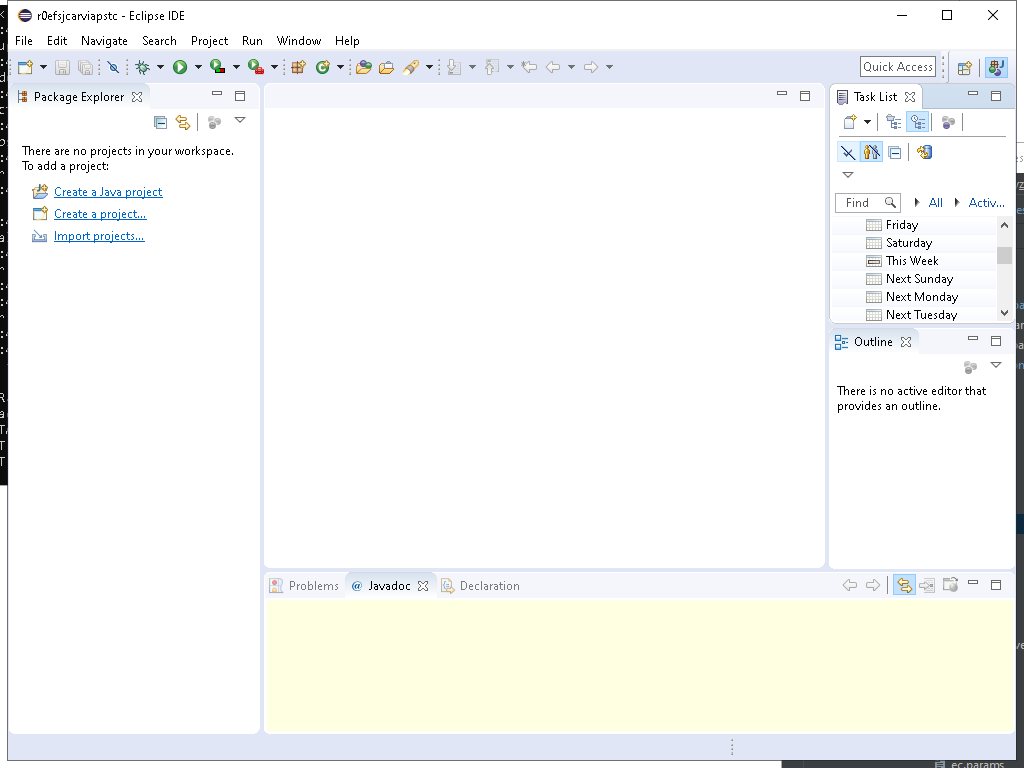 r0efsjcarviapstc - Eclipse IDE
File Edit Navigate Search Project Run Window Help
Quick Access
Package Explorer
There are no projects in your workspace.
To add a project:
Create a Java project
Create a project...
Import projects...
Task List
Find All Activ...
Friday
Saturday
This Week
Next Sunday
Next Monday
Next Tuesday
Outline
There is no active editor that
provides an outline.
Problems @ Javadoc Declaration
ec.params